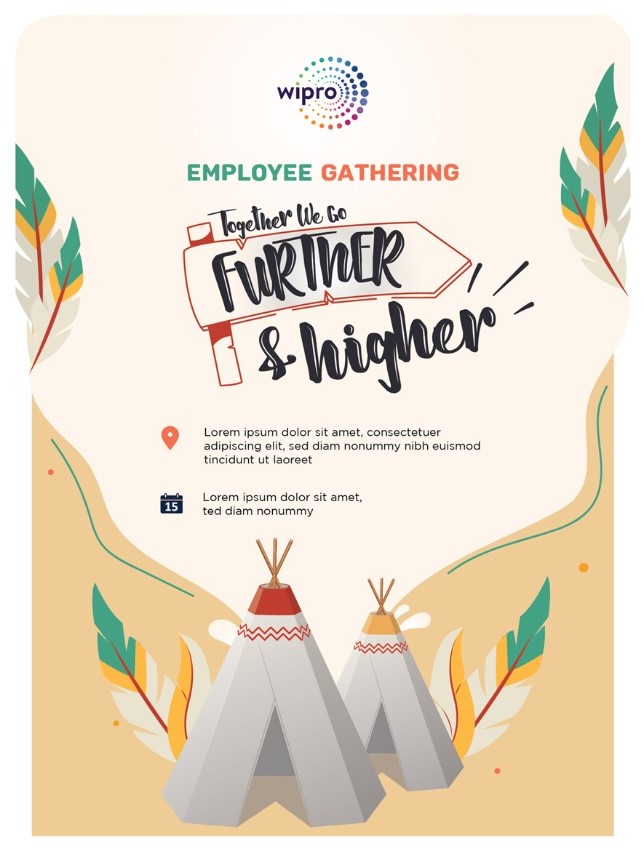 wipro
EMPLOYEE GATHERING
Together We Go
FURTHER
& higher
Lorem ipsum dolor sit amet, consectetuer
adipiscing elit, sed diam nonummy nibh euismod
tincidunt ut laoreet
15
Lorem ipsum dolor sit amet,
ted diam nonummy